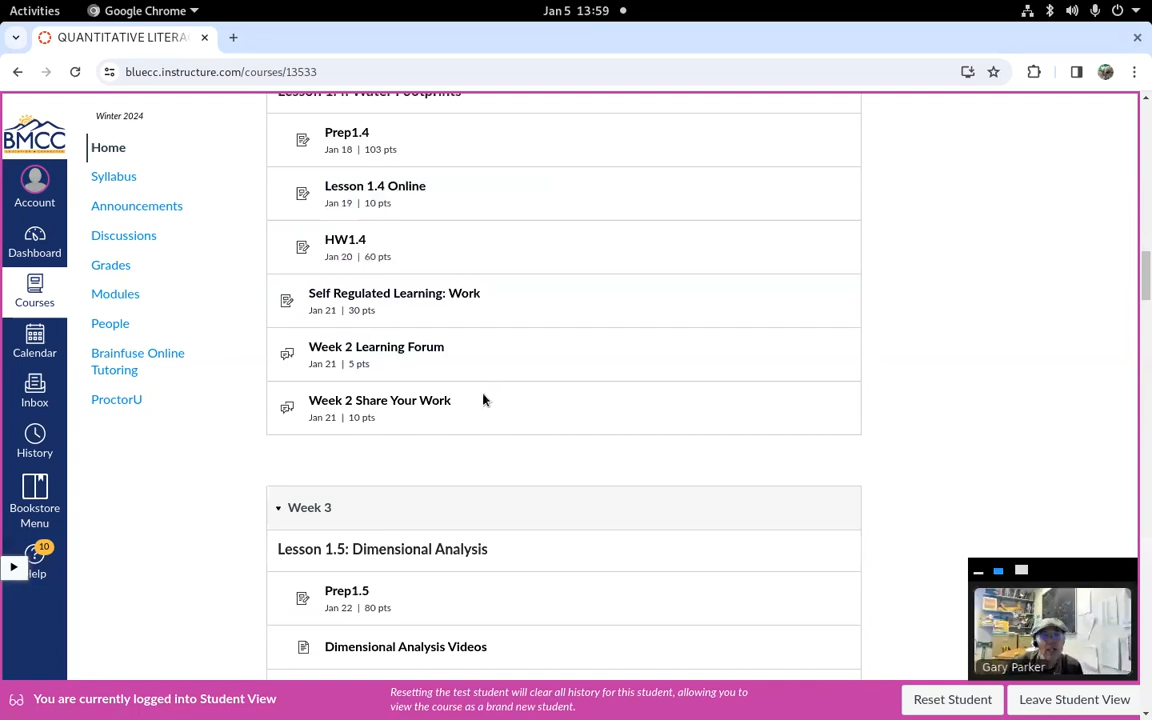 Activities
Google Chrome
Jan 5 13:59
QUANTITATIVE LITERA
bluecc.instructure.com/courses/13533
BMCC
Account
Dashboard
Courses
Calendar
Inbox
History
Bookstore
Menu
10
Help
Winter 2024
Home
Syllabus
Announcements
Discussions
Grades
Modules
People
Brainfuse Online
Tutoring
ProctorU
Lesson 1.4: Water Footprints
Prep1.4
Jan 18 | 103 pts
Lesson 1.4 Online
Jan 19 | 10 pts
HW1.4
Jan 20 | 60 pts
Self Regulated Learning: Work
Jan 21 | 30 pts
Week 2 Learning Forum
Jan 21 | 5 pts
Week 2 Share Your Work
Jan 21 | 10 pts
Week 3
Lesson 1.5: Dimensional Analysis
Prep1.5
Jan 22 | 80 pts
Dimensional Analysis Videos
Gary Parker
You are currently logged into Student View
Resetting the test student will clear all history for this student, allowing you to
view the course as a brand new student.
Reset Student
Leave Student View